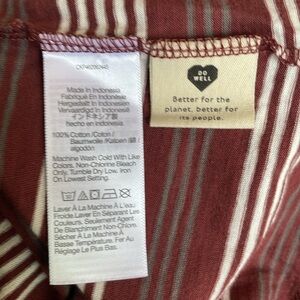 Made In Indonesia
Fabriqué En Indonésie
Hergestellt In Indonesien
Vervaardigd In Indonesië
インドネシア製
hecho en indonesia
100% Cotton /Coton /
Baumwolle /Katoen /綿 /
algodón
Machine Wash Cold With Like
Colors. Non-Chlorine Bleach
Only. Tumble Dry Low. Iron On
Lowest Setting.
Laver À La Machine À L'eau
Froide Laver En Séparant Les
Couleurs. Seulement Agent
De Blanchiment Non-Chloré.
Sécher À La Machine À
Basse Température. Fer Au
Réglage Le Plus Bas.
DO
WELL
Better for the
planet, better for
its people.